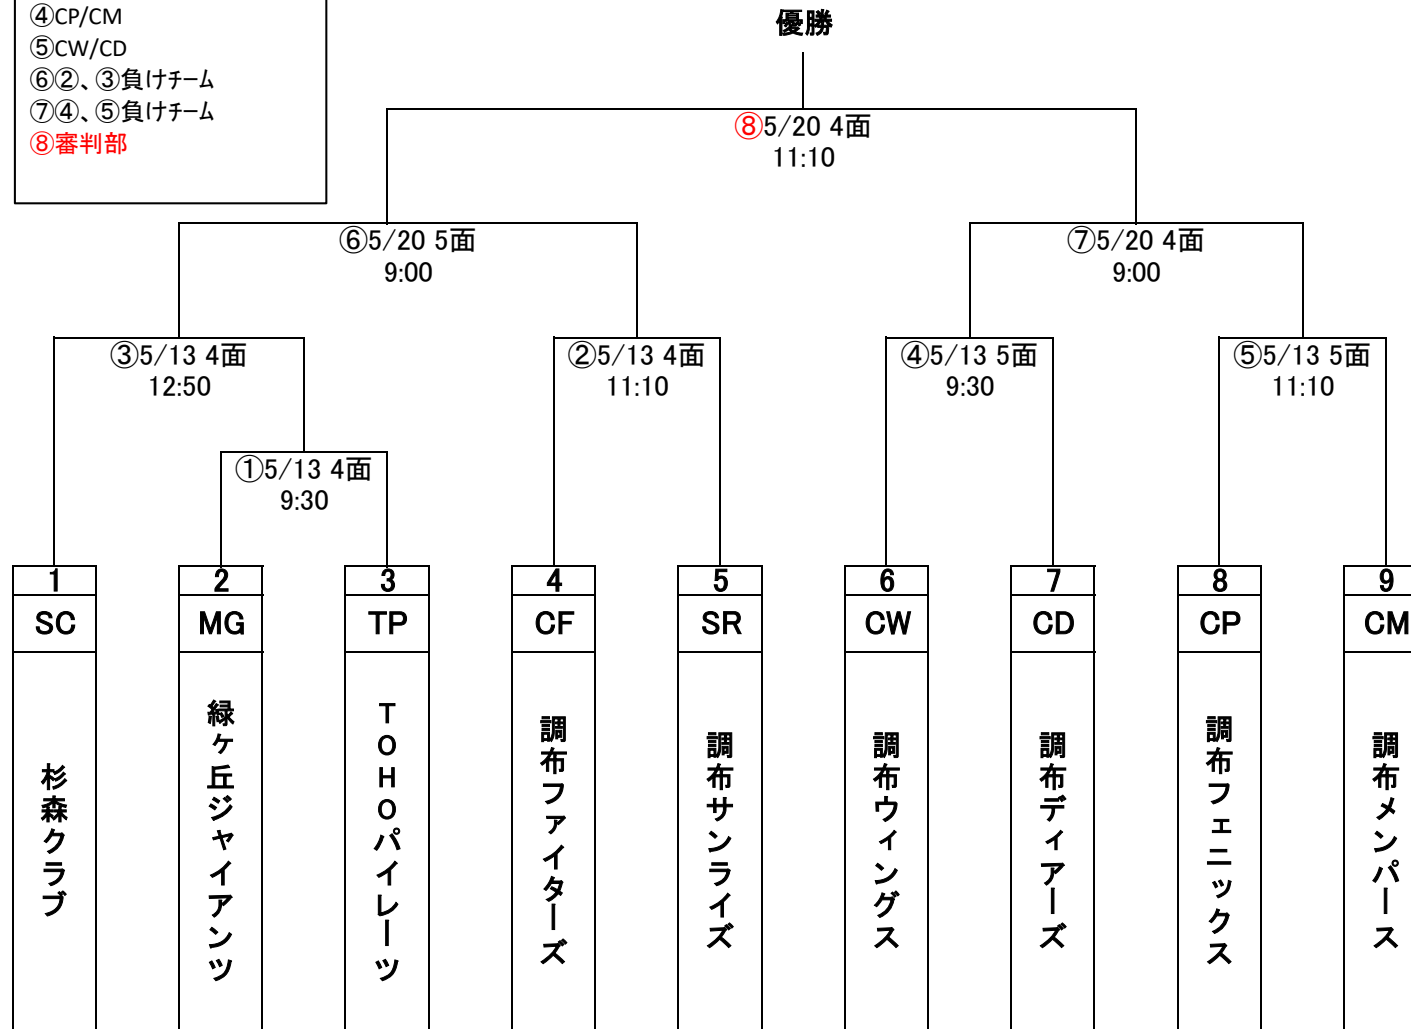 ④CP/CM
⑤CW/CD
⑥②、③負けチーム
⑦④、⑤負けチーム
⑧審判部
優勝
⑧5/20 4面
11:10
⑥5/20 5面
9:00
⑦5/20 4面
9:00
③5/13 4面
12:50
②5/13 4面
11:10
④5/13 5面
9:30
⑤5/13 5面
11:10
①5/13 4面
9:30
1
2
3
4
5
6
7
8
9
SC
MG
TP
CF
SR
CW
CD
CP
CM
杉森クラブ
緑ヶ丘ジャイアンツ
TOHOパイレーツ
調布ファイターズ
調布サンライズ
調布ウィングス
調布ディアーズ
調布フェニックス
調布メンパース